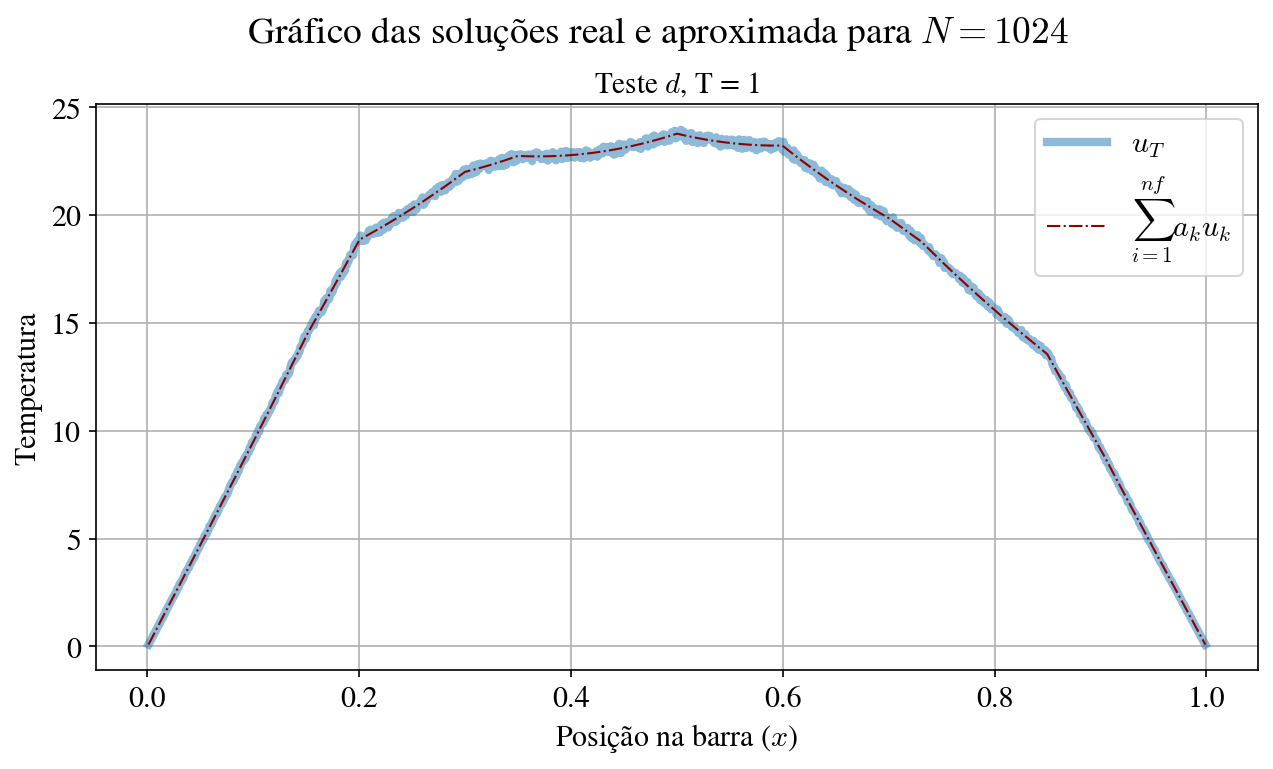 Gráfico das soluções real e aproximada para N = 1024
Teste d, T = 1
25
20
15
10
5
0
Temperatura
u_T
nf
∑ a_k u_k
i = 1
0.0 0.2 0.4 0.6 0.8 1.0
Posição na barra (x)